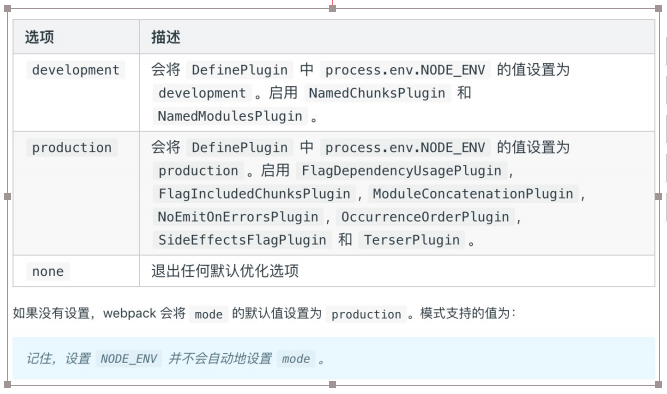 选项 描述
development 会将 DefinePlugin 中 process.env.NODE_ENV 的值设置为
development 。启用 NamedChunksPlugin 和
NamedModulesPlugin 。
production 会将 DefinePlugin 中 process.env.NODE_ENV 的值设置为
production 。启用 FlagDependencyUsagePlugin ,
FlagIncludedChunksPlugin , ModuleConcatenationPlugin ,
NoEmitOnErrorsPlugin , OccurrenceOrderPlugin ,
SideEffectsFlagPlugin 和 TerserPlugin 。
none 退出任何默认优化选项
如果没有设置，webpack 会将 mode 的默认值设置为 production 。模式支持的值为：
记住，设置 NODE_ENV 并不会自动地设置 mode 。